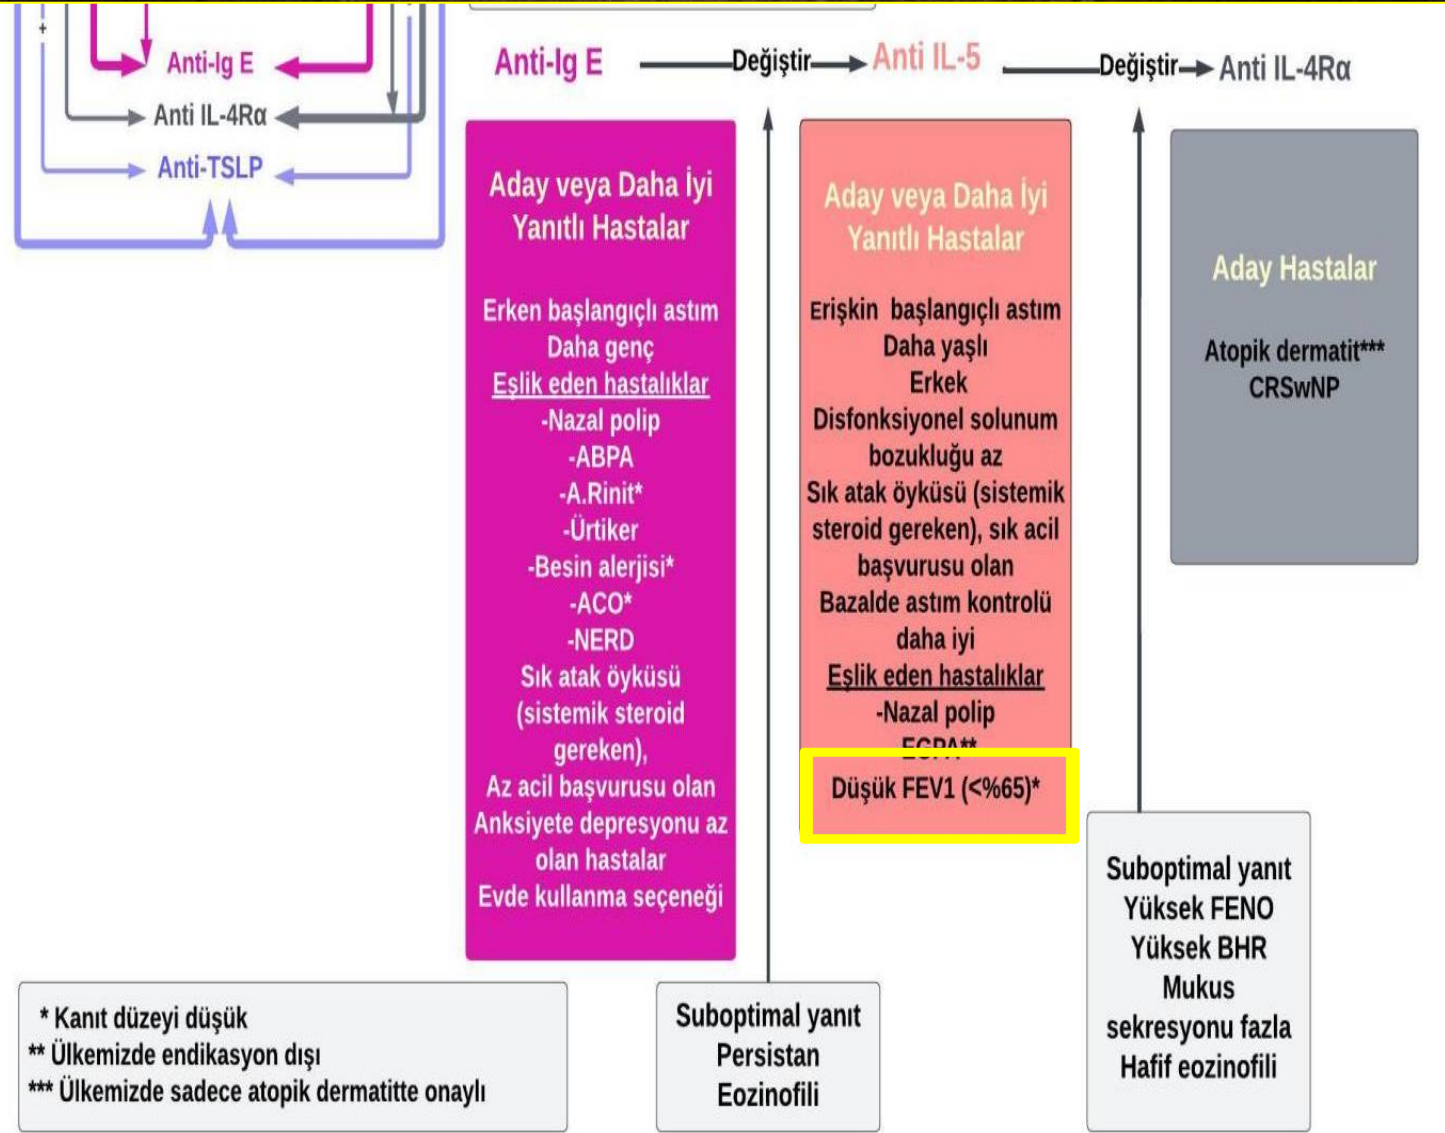 +
Anti-Ig E
Anti IL-4Rα
Anti-TSLP
Anti-Ig E
Değiştir
Anti IL-5
Değiştir
Anti IL-4Rα
Aday veya Daha İyi
Yanıtlı Hastalar
Erken başlangıçlı astım
Daha genç
Eşlik eden hastalıklar
-Nazal polip
-ABPA
-A.Rinit*
-Ürtiker
-Besin alerjisi*
-ACO*
-NERD
Sık atak öyküsü
(sistemik steroid
gereken),
Az acil başvurusu olan
Anksiyete depresyonu az
olan hastalar
Evde kullanma seçeneği
Aday veya Daha İyi
Yanıtlı Hastalar
Erişkin başlangıçlı astım
Daha yaşlı
Erkek
Disfonksiyonel solunum
bozukluğu az
Sık atak öyküsü (sistemik
steroid gereken), sık acil
başvurusu olan
Bazalde astım kontrolü
daha iyi
Eşlik eden hastalıklar
-Nazal polip
EGPA**
Düşük FEV1 (<%65)*
Aday Hastalar
Atopik dermatit***
CRSwNP
Suboptimal yanıt
Yüksek FENO
Yüksek BHR
Mukus
sekresyonu fazla
Hafif eozinofili
Suboptimal yanıt
Persistan
Eozinofili
* Kanıt düzeyi düşük
** Ülkemizde endikasyon dışı
*** Ülkemizde sadece atopik dermatitte onaylı